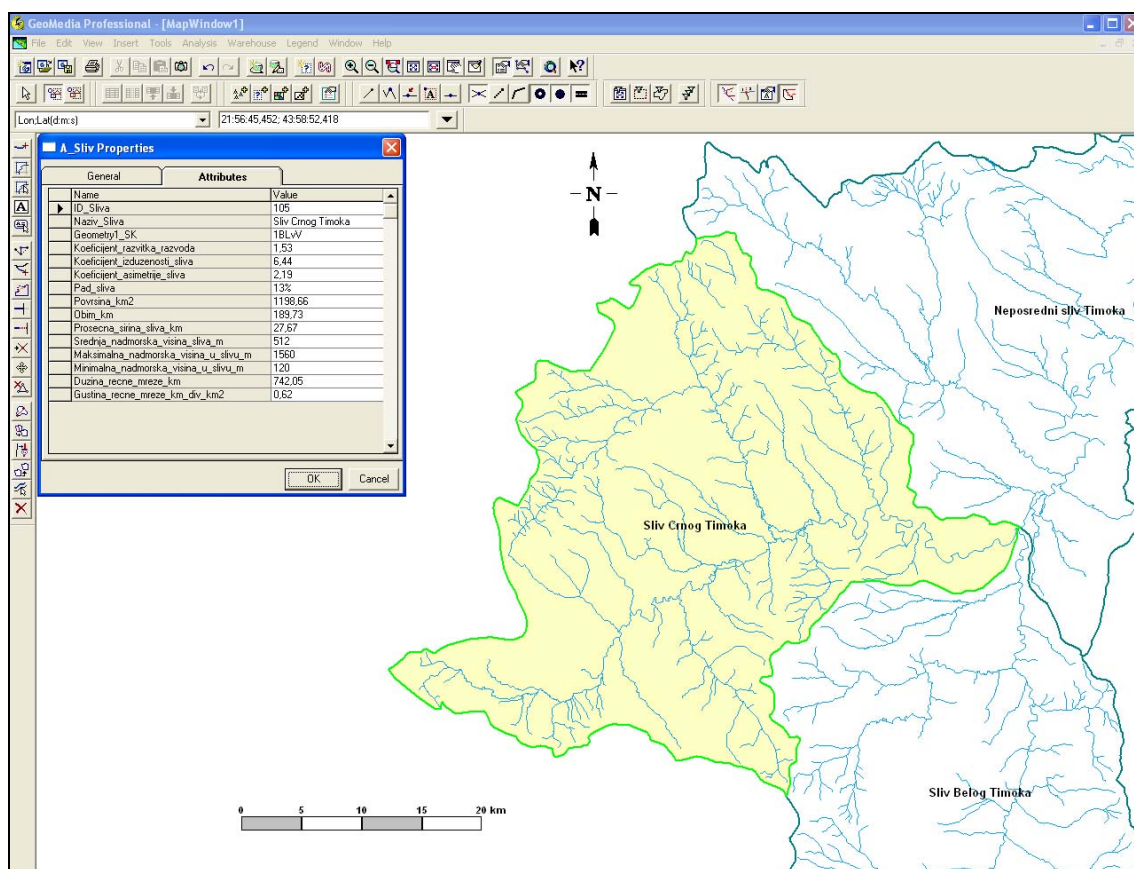 GeoMedia Professional - [MapWindow1]
File Edit View Insert Tools Analysis Warehouse Legend Window Help
Lon;Lat(d:m:s) 21:56:45,452; 43:58:52,418
A_Sliv Properties
General Attributes
Name Value
ID_Sliva 105
Naziv_Sliva Sliv Crnog Timoka
Geometry1_SK 1BLvV
Koeficijent_razvitka_razvoda 1,53
Koeficijent_izduzenosti_sliva 6,44
Koeficijent_asimetrije_sliva 2,19
Pad_sliva 13%
Povrsina_km2 1198,66
Obim_km 189,73
Prosecna_sirina_sliva_km 27,67
Srednja_nadmorska_visina_sliva_m 512
Maksimalna_nadmorska_visina_u_slivu_m 1560
Minimalna_nadmorska_visina_u_slivu_m 120
Duzina_recne_mreze_km 742,05
Gustina_recne_mreze_km_div_km2 0,62
OK Cancel
N
Neposredni sliv Timoka
Sliv Crnog Timoka
Sliv Belog Timoka
0 5 10 15 20 km